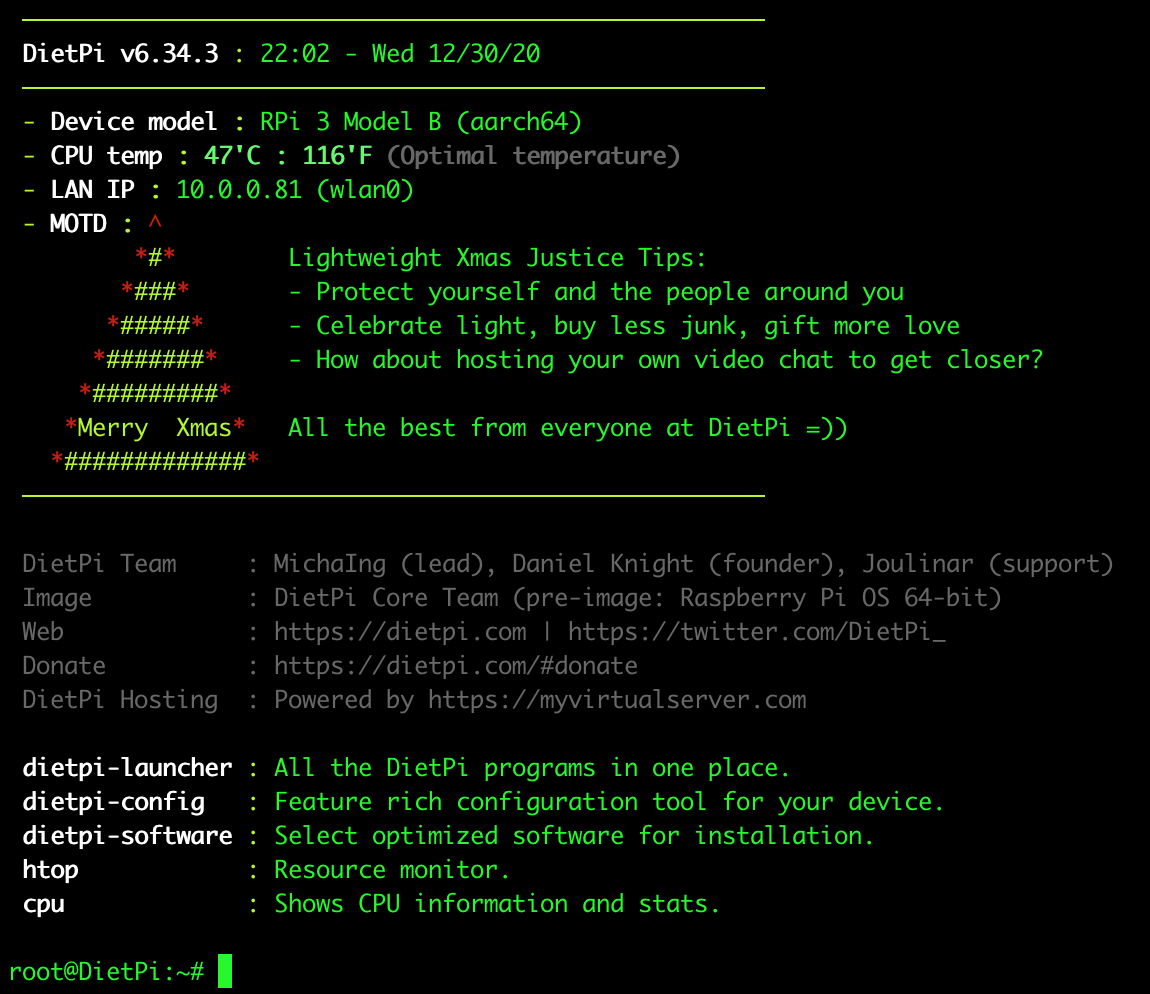 DietPi v6.34.3 : 22:02 - Wed 12/30/20
- Device model : RPi 3 Model B (aarch64)
- CPU temp : 47'C : 116'F (Optimal temperature)
- LAN IP : 10.0.0.81 (wlan0)
- MOTD : ^
        *#*        Lightweight Xmas Justice Tips:
       *###*       - Protect yourself and the people around you
      *#####*      - Celebrate light, buy less junk, gift more love
     *#######*     - How about hosting your own video chat to get closer?
    *#########*
   *Merry  Xmas*   All the best from everyone at DietPi =))
  *#############*
DietPi Team     : MichaIng (lead), Daniel Knight (founder), Joulinar (support)
Image           : DietPi Core Team (pre-image: Raspberry Pi OS 64-bit)
Web             : https://dietpi.com | https://twitter.com/DietPi_
Donate          : https://dietpi.com/#donate
DietPi Hosting  : Powered by https://myvirtualserver.com
dietpi-launcher : All the DietPi programs in one place.
dietpi-config   : Feature rich configuration tool for your device.
dietpi-software : Select optimized software for installation.
htop            : Resource monitor.
cpu             : Shows CPU information and stats.
root@DietPi:~#